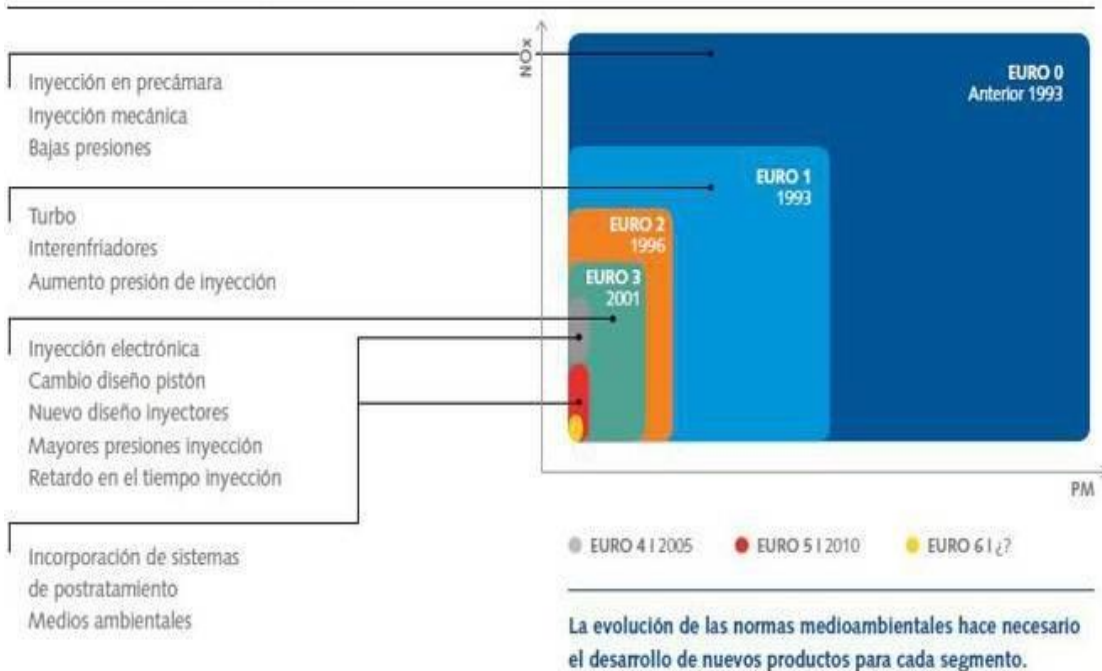 Inyección en precámara
Inyección mecánica
Bajas presiones
Turbo
Interenfriadores
Aumento presión de inyección
Inyección electrónica
Cambio diseño pistón
Nuevo diseño inyectores
Mayores presiones inyección
Retardo en el tiempo inyección
Incorporación de sistemas
de postratamiento
Medios ambientales
NOx
EURO 0
Anterior 1993
EURO 1
1993
EURO 2
1996
EURO 3
2001
PM
EURO 4 | 2005
EURO 5 | 2010
EURO 6 | ¿?
La evolución de las normas medioambientales hace necesario
el desarrollo de nuevos productos para cada segmento.